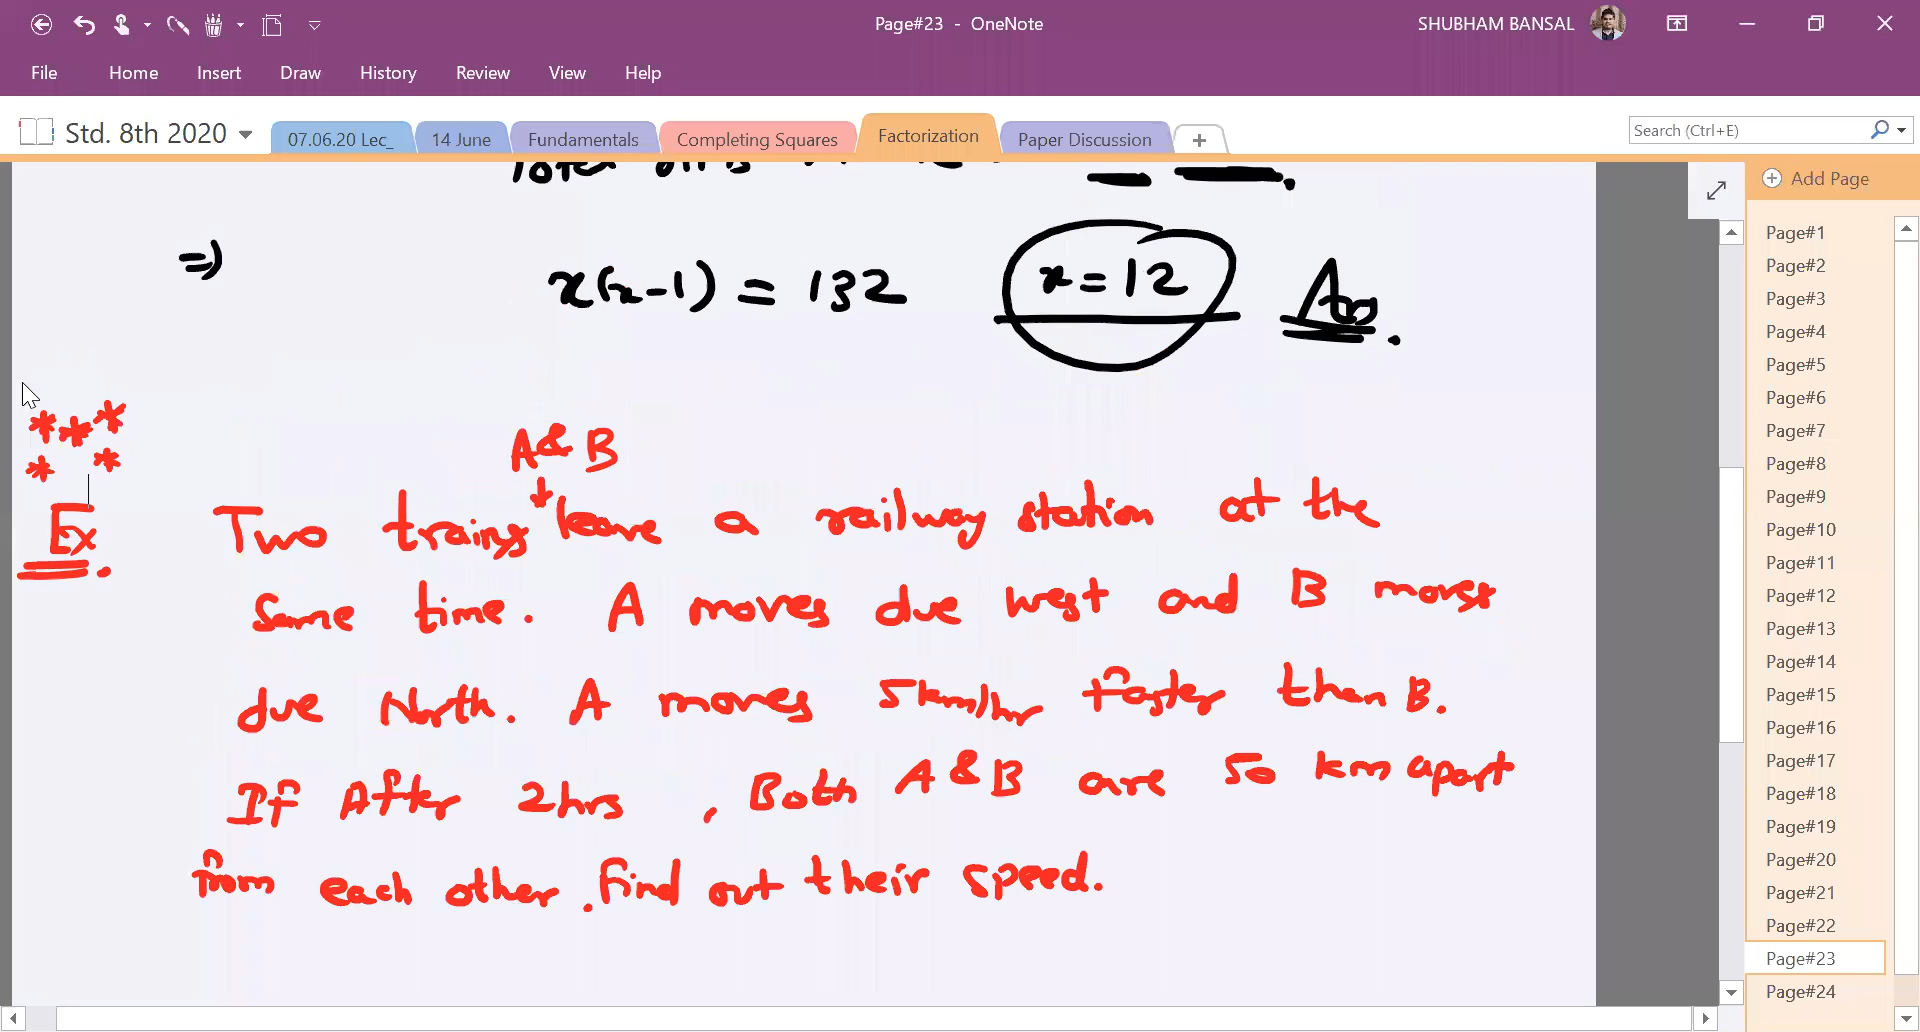 Page#23 - OneNote
SHUBHAM BANSAL
File Home Insert Draw History Review View Help
Std. 8th 2020
07.06.20 Lec_ 14 June Fundamentals Completing Squares Factorization Paper Discussion +
Search (Ctrl+E)
=> x(x-1) = 132 x = 12 Ans.
* * *
* *
A & B
Ex. Two trains ↓ leave a railway station at the
same time. A moves due west and B moves
due North. A moves 5km/hr faster than B.
If After 2hrs , Both A & B are 50 km apart
from each other. find out their speed.
Add Page
Page#1
Page#2
Page#3
Page#4
Page#5
Page#6
Page#7
Page#8
Page#9
Page#10
Page#11
Page#12
Page#13
Page#14
Page#15
Page#16
Page#17
Page#18
Page#19
Page#20
Page#21
Page#22
Page#23
Page#24